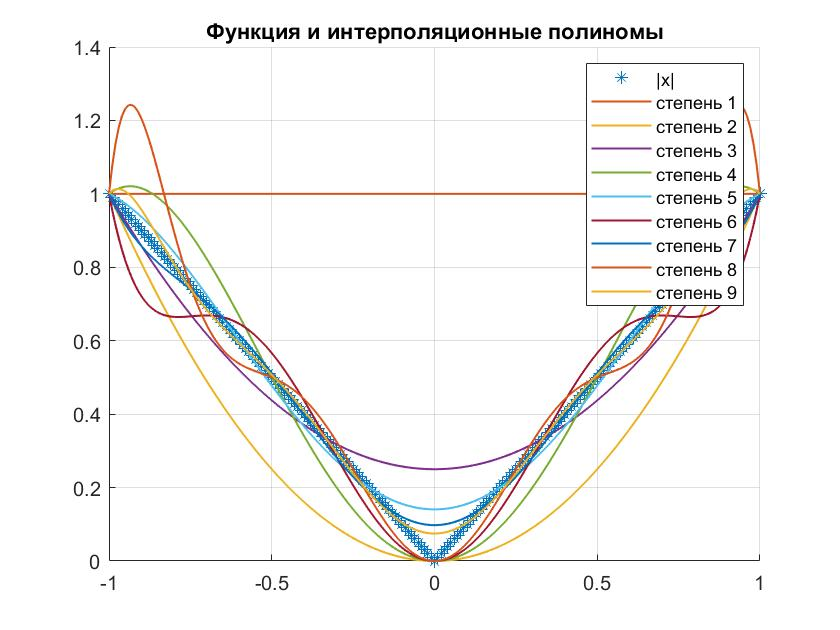 Функция и интерполяционные полиномы
1.4
1.2
1
0.8
0.6
0.4
0.2
0
-1
-0.5
0
0.5
1
|x|
степень 1
степень 2
степень 3
степень 4
степень 5
степень 6
степень 7
степень 8
степень 9